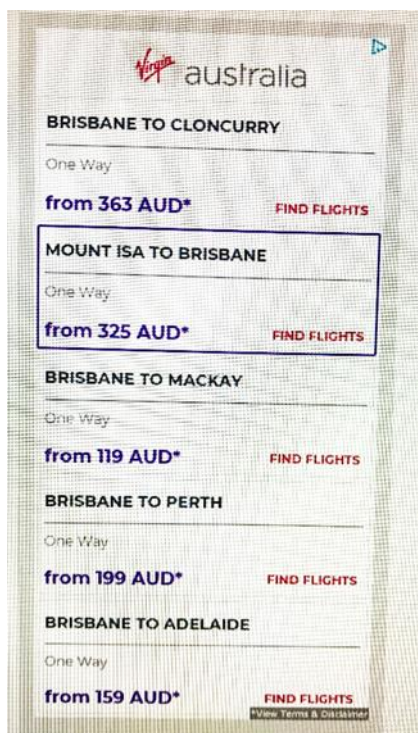 Virgin australia
BRISBANE TO CLONCURRY
One Way
from 363 AUD* FIND FLIGHTS
MOUNT ISA TO BRISBANE
One Way
from 325 AUD* FIND FLIGHTS
BRISBANE TO MACKAY
One Way
from 119 AUD* FIND FLIGHTS
BRISBANE TO PERTH
One Way
from 199 AUD* FIND FLIGHTS
BRISBANE TO ADELAIDE
One Way
from 159 AUD* FIND FLIGHTS
*View Terms & Disclaimer